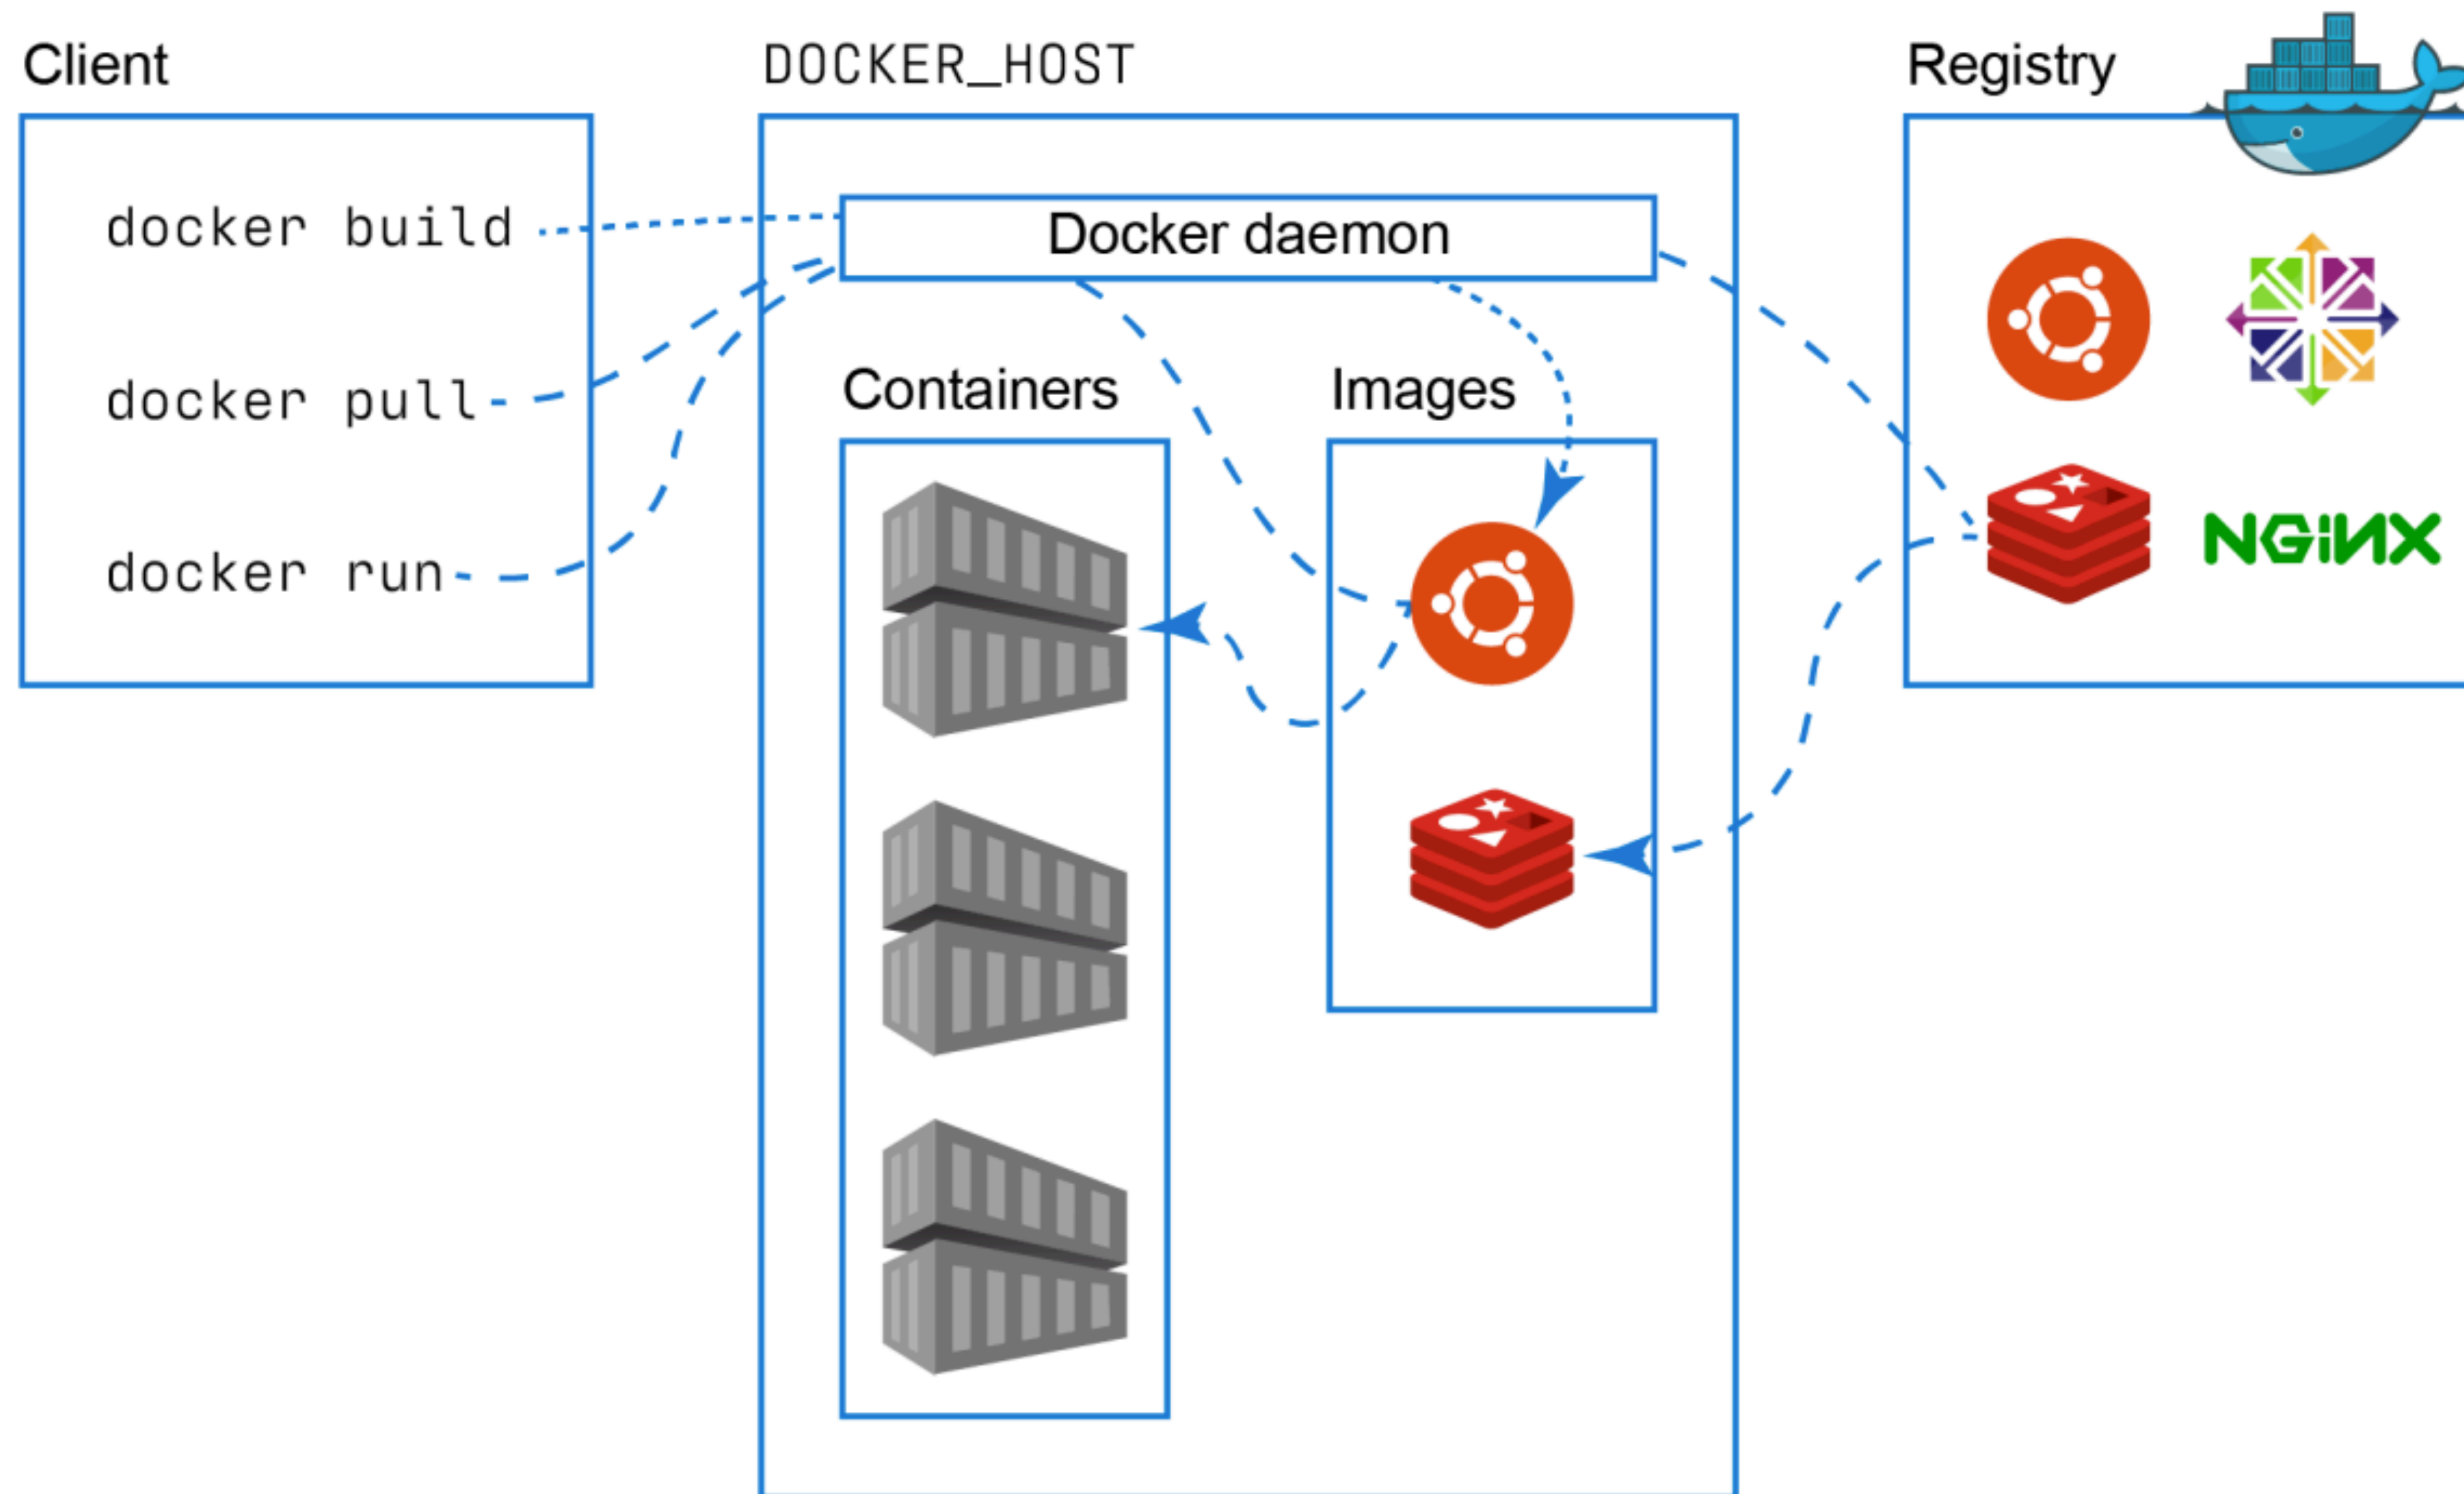 Client
docker build
docker pull
docker run
DOCKER_HOST
Docker daemon
Containers
Images
Registry
NGiNX